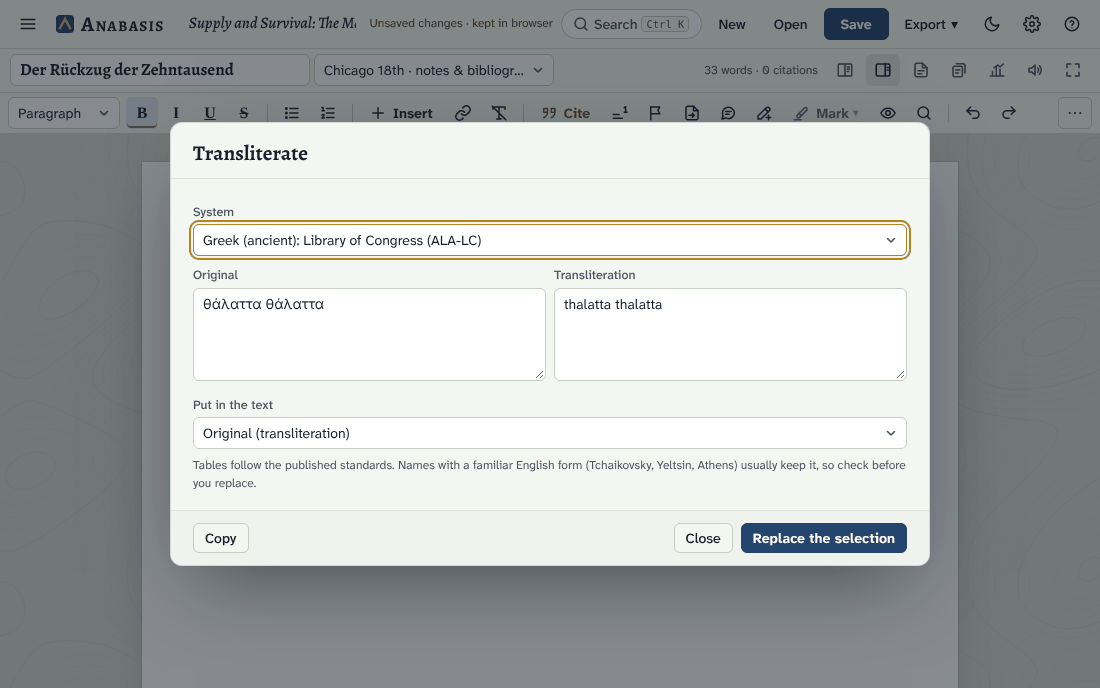 ANABASIS
Supply and Survival: The
Unsaved changes · kept in browser
Search Ctrl K
New
Open
Save
Export ▾
Der Rückzug der Zehntausend
Chicago 18th · notes & bibliogr...
33 words · 0 citations
Paragraph
B I U S
Insert
Cite
Mark ▾
Transliterate
System
Greek (ancient): Library of Congress (ALA-LC)
Original
Transliteration
θάλαττα θάλαττα
thalatta thalatta
Put in the text
Original (transliteration)
Tables follow the published standards. Names with a familiar English form (Tchaikovsky, Yeltsin, Athens) usually keep it, so check before
you replace.
Copy
Close
Replace the selection